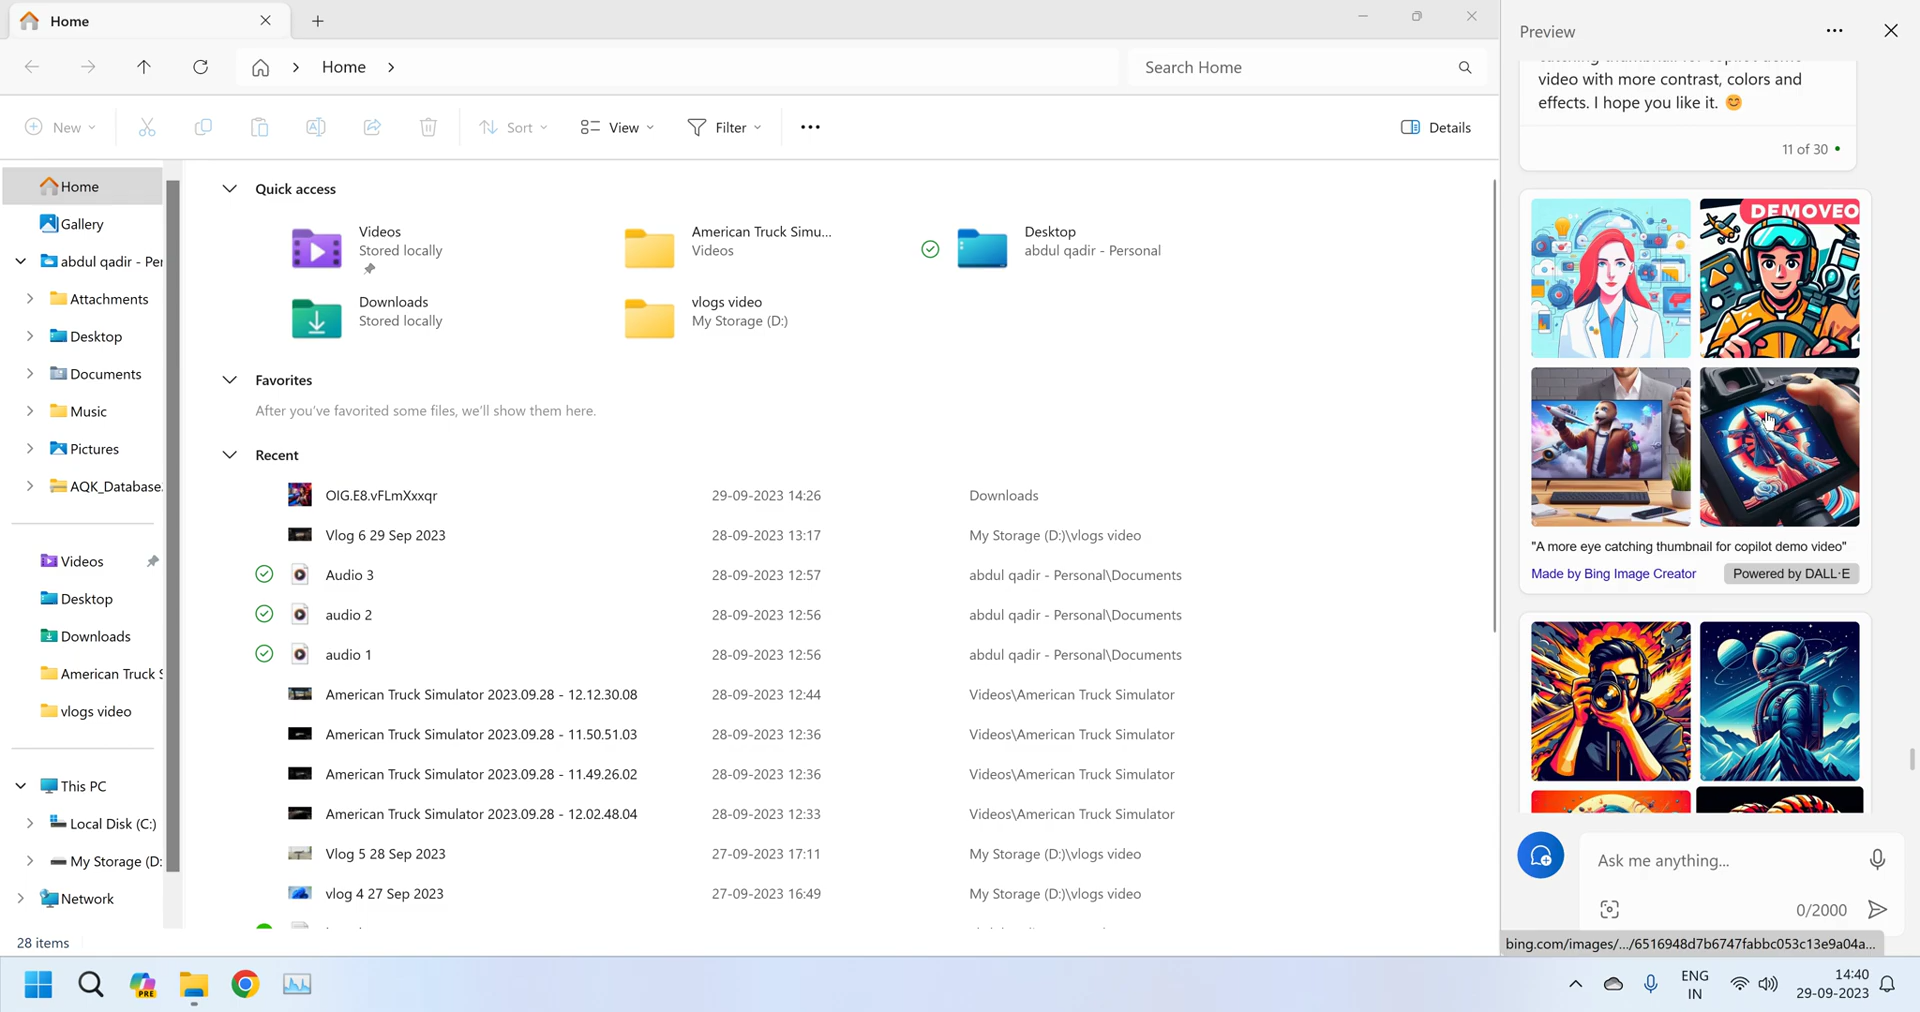 Home
Home
Search Home
New
Sort
View
Filter
Details
Home
Gallery
abdul qadir - Per
Attachments
Desktop
Documents
Music
Pictures
AQK_Database.
Videos
Desktop
Downloads
American Truck S
vlogs video
This PC
Local Disk (C:)
My Storage (D:
Network
28 items
Quick access
Videos
Stored locally
American Truck Simu...
Videos
Desktop
abdul qadir - Personal
Downloads
Stored locally
vlogs video
My Storage (D:)
Favorites
After you've favorited some files, we'll show them here.
Recent
OIG.E8.vFLmXxxqr 29-09-2023 14:26 Downloads
Vlog 6 29 Sep 2023 28-09-2023 13:17 My Storage (D:)\vlogs video
Audio 3 28-09-2023 12:57 abdul qadir - Personal\Documents
audio 2 28-09-2023 12:56 abdul qadir - Personal\Documents
audio 1 28-09-2023 12:56 abdul qadir - Personal\Documents
American Truck Simulator 2023.09.28 - 12.12.30.08 28-09-2023 12:44 Videos\American Truck Simulator
American Truck Simulator 2023.09.28 - 11.50.51.03 28-09-2023 12:36 Videos\American Truck Simulator
American Truck Simulator 2023.09.28 - 11.49.26.02 28-09-2023 12:36 Videos\American Truck Simulator
American Truck Simulator 2023.09.28 - 12.02.48.04 28-09-2023 12:33 Videos\American Truck Simulator
Vlog 5 28 Sep 2023 27-09-2023 17:11 My Storage (D:)\vlogs video
vlog 4 27 Sep 2023 27-09-2023 16:49 My Storage (D:)\vlogs video
Preview
video with more contrast, colors and
effects. I hope you like it. 😊
11 of 30
DEMOVEO
"A more eye catching thumbnail for copilot demo video"
Made by Bing Image Creator
Powered by DALL·E
Ask me anything...
0/2000
bing.com/images/.../6516948d7b6747fabbc053c13e9a04a...
PRE
ENG
IN
14:40
29-09-2023